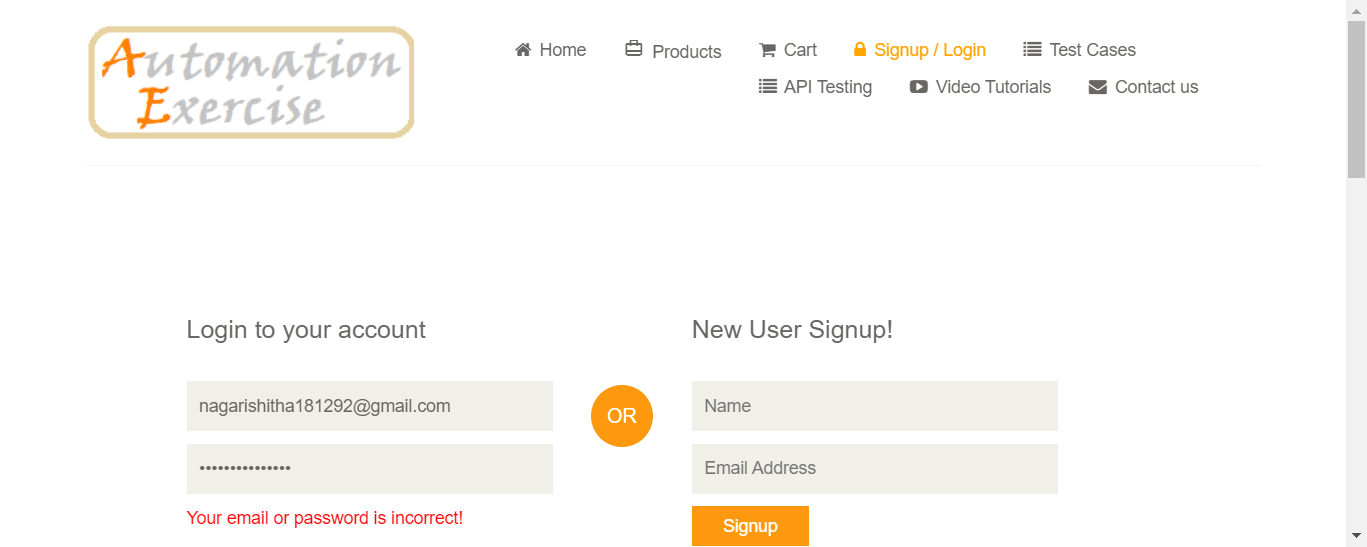 Automation
Exercise
Home Products Cart Signup / Login Test Cases
API Testing Video Tutorials Contact us
Login to your account
nagarishitha181292@gmail.com
•••••••••••••••
Your email or password is incorrect!
OR
New User Signup!
Name
Email Address
Signup